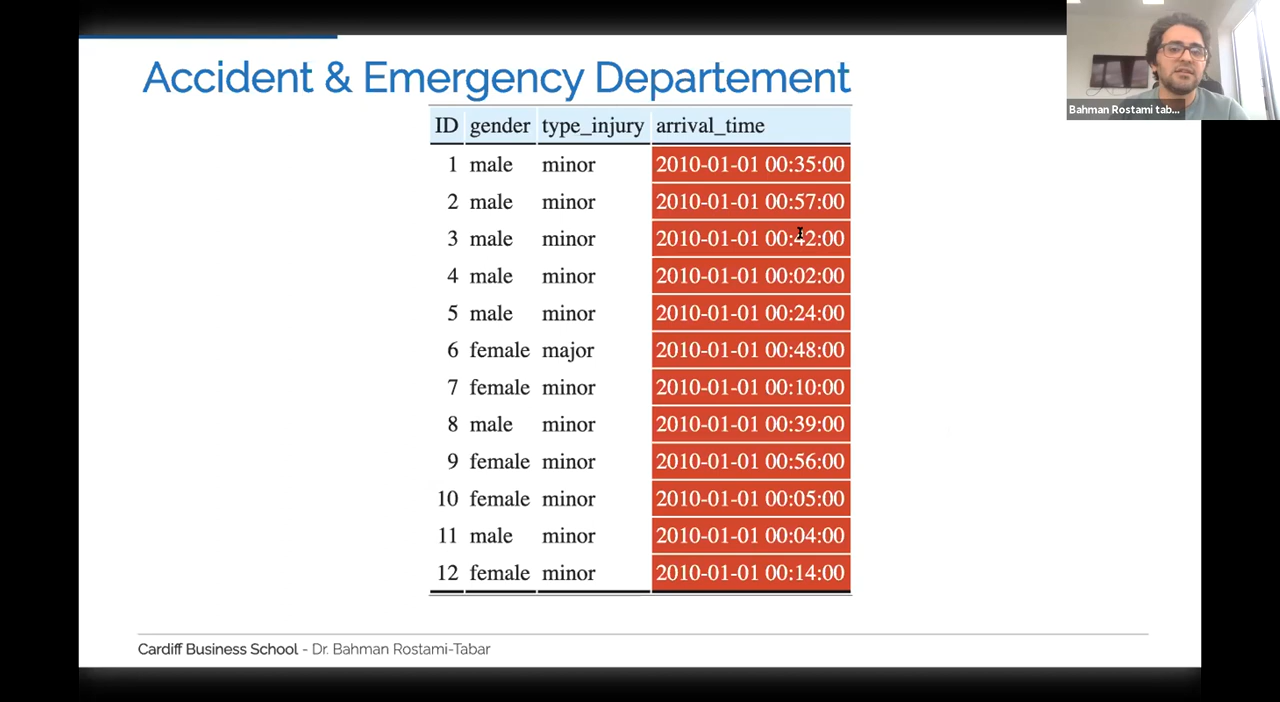 Accident & Emergency Departement
Bahman Rostami tab...
ID gender type_injury arrival_time
1 male minor 2010-01-01 00:35:00
2 male minor 2010-01-01 00:57:00
3 male minor 2010-01-01 00:42:00
4 male minor 2010-01-01 00:02:00
5 male minor 2010-01-01 00:24:00
6 female major 2010-01-01 00:48:00
7 female minor 2010-01-01 00:10:00
8 male minor 2010-01-01 00:39:00
9 female minor 2010-01-01 00:56:00
10 female minor 2010-01-01 00:05:00
11 male minor 2010-01-01 00:04:00
12 female minor 2010-01-01 00:14:00
Cardiff Business School - Dr. Bahman Rostami-Tabar